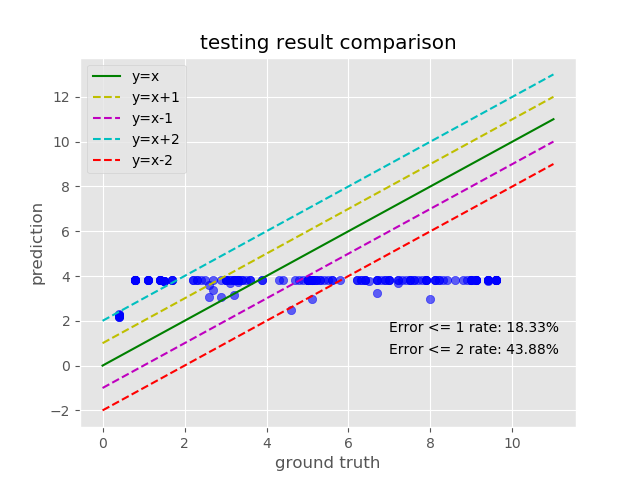 testing result comparison
y=x
y=x+1
y=x-1
y=x+2
y=x-2
12
10
8
6
4
2
0
−2
prediction
Error <= 1 rate: 18.33%
Error <= 2 rate: 43.88%
0 2 4 6 8 10
ground truth